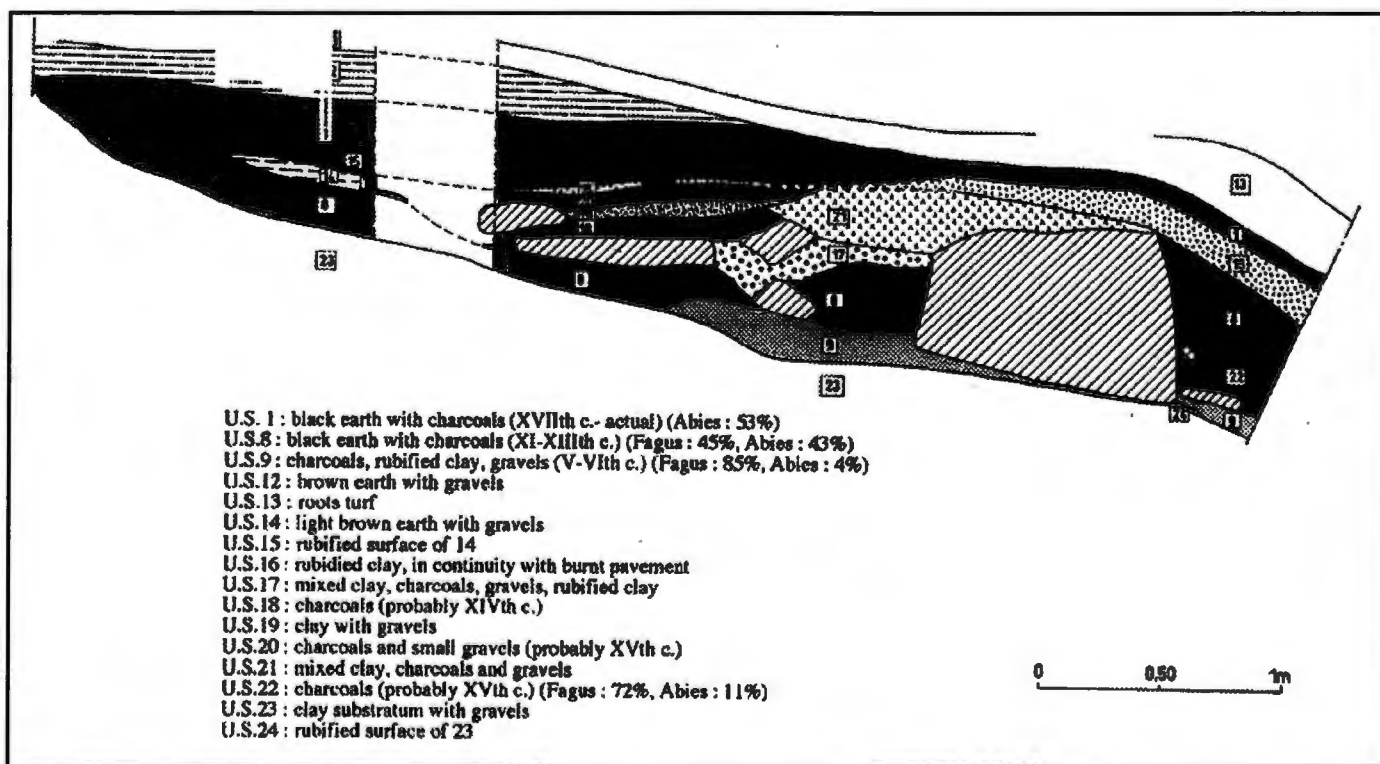 13
23
23
17
8
9
23
U.S. 1 : black earth with charcoals (XVIIth c.- actual) (Abies : 53%)
U.S.8 : black earth with charcoals (XI-XIIIth c.) (Fagus : 45%, Abies : 43%)
U.S.9 : charcoals, rubified clay, gravels (V-VIth c.) (Fagus : 85%, Abies : 4%)
U.S.12 : brown earth with gravels
U.S.13 : roots turf
U.S.14 : light brown earth with gravels
U.S.15 : rubified surface of 14
U.S.16 : rubidied clay, in continuity with burnt pavement
U.S.17 : mixed clay, charcoals, gravels, rubified clay
U.S.18 : charcoals (probably XIVth c.)
U.S.19 : clay with gravels
U.S.20 : charcoals and small gravels (probably XVth c.)
U.S.21 : mixed clay, charcoals and gravels
U.S.22 : charcoals (probably XVth c.) (Fagus : 72%, Abies : 11%)
U.S.23 : clay substratum with gravels
U.S.24 : rubified surface of 23
0 0,50 1m